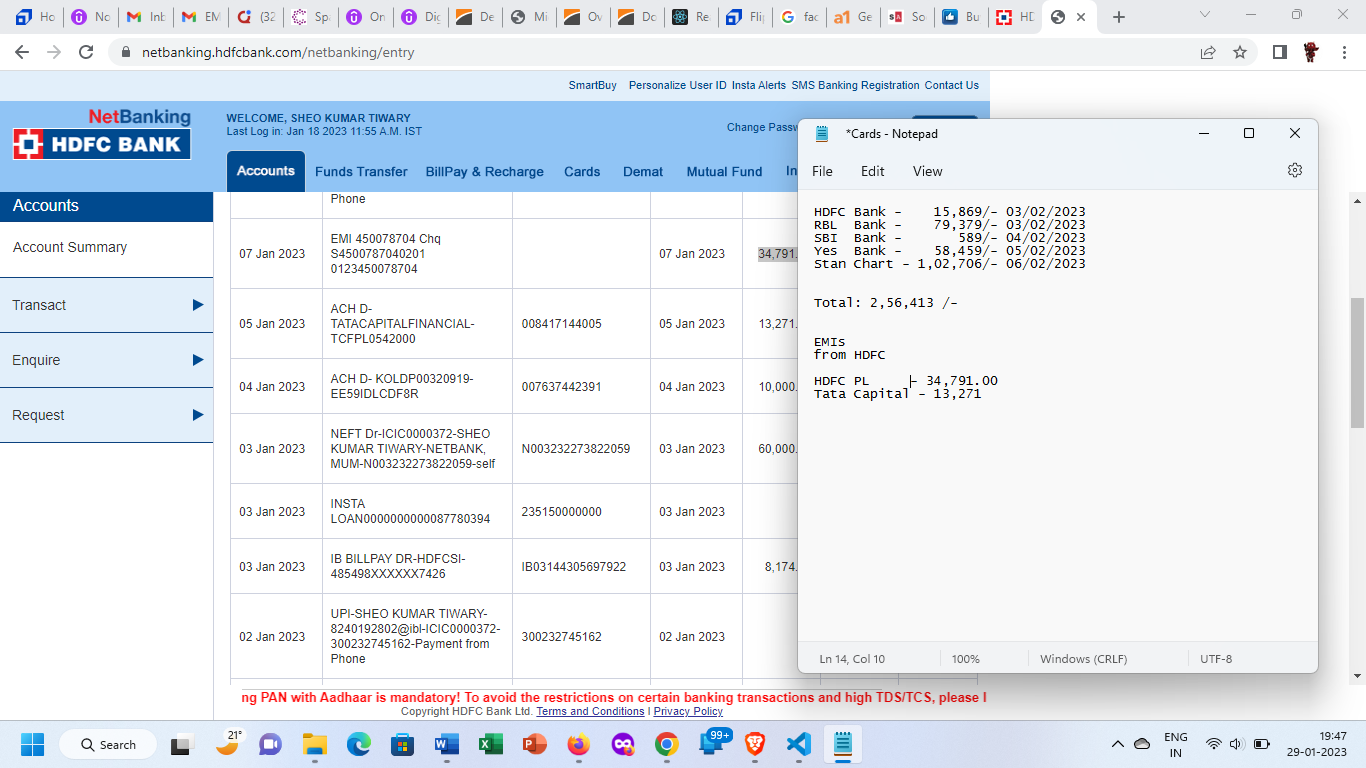 Ho
No
Inb
EM
(32
Spa
On
Dig
De
Mi
Ov
Do
Re
Flip
fac
Ge
So
Bu
HD
netbanking.hdfcbank.com/netbanking/entry
SmartBuy Personalize User ID Insta Alerts SMS Banking Registration Contact Us
NetBanking
HDFC BANK
WELCOME, SHEO KUMAR TIWARY
Last Log in: Jan 18 2023 11:55 A.M. IST
Change Passw
Accounts Funds Transfer BillPay & Recharge Cards Demat Mutual Fund In
Accounts
Account Summary
Transact
Enquire
Request
Phone
07 Jan 2023 EMI 450078704 Chq 07 Jan 2023 34,791.
S4500787040201
0123450078704
05 Jan 2023 ACH D- 008417144005 05 Jan 2023 13,271.
TATACAPITALFINANCIAL-
TCFPL0542000
04 Jan 2023 ACH D- KOLDP00320919- 007637442391 04 Jan 2023 10,000.
EE59IDLCDF8R
03 Jan 2023 NEFT Dr-ICIC0000372-SHEO N003232273822059 03 Jan 2023 60,000.
KUMAR TIWARY-NETBANK,
MUM-N003232273822059-self
03 Jan 2023 INSTA 235150000000 03 Jan 2023
LOAN0000000000087780394
03 Jan 2023 IB BILLPAY DR-HDFCSI- IB03144305697922 03 Jan 2023 8,174.
485498XXXXXX7426
02 Jan 2023 UPI-SHEO KUMAR TIWARY- 300232745162 02 Jan 2023
8240192802@ibl-ICIC0000372-
300232745162-Payment from
Phone
ng PAN with Aadhaar is mandatory! To avoid the restrictions on certain banking transactions and high TDS/TCS, please l
Copyright HDFC Bank Ltd. Terms and Conditions I Privacy Policy
*Cards - Notepad
File Edit View
HDFC Bank - 15,869/- 03/02/2023
RBL Bank - 79,379/- 03/02/2023
SBI Bank - 589/- 04/02/2023
Yes Bank - 58,459/- 05/02/2023
Stan Chart - 1,02,706/- 06/02/2023
Total: 2,56,413 /-
EMIs
from HDFC
HDFC PL - 34,791.00
Tata Capital - 13,271
Ln 14, Col 10 100% Windows (CRLF) UTF-8
Search
21°
99+
ENG
IN
19:47
29-01-2023